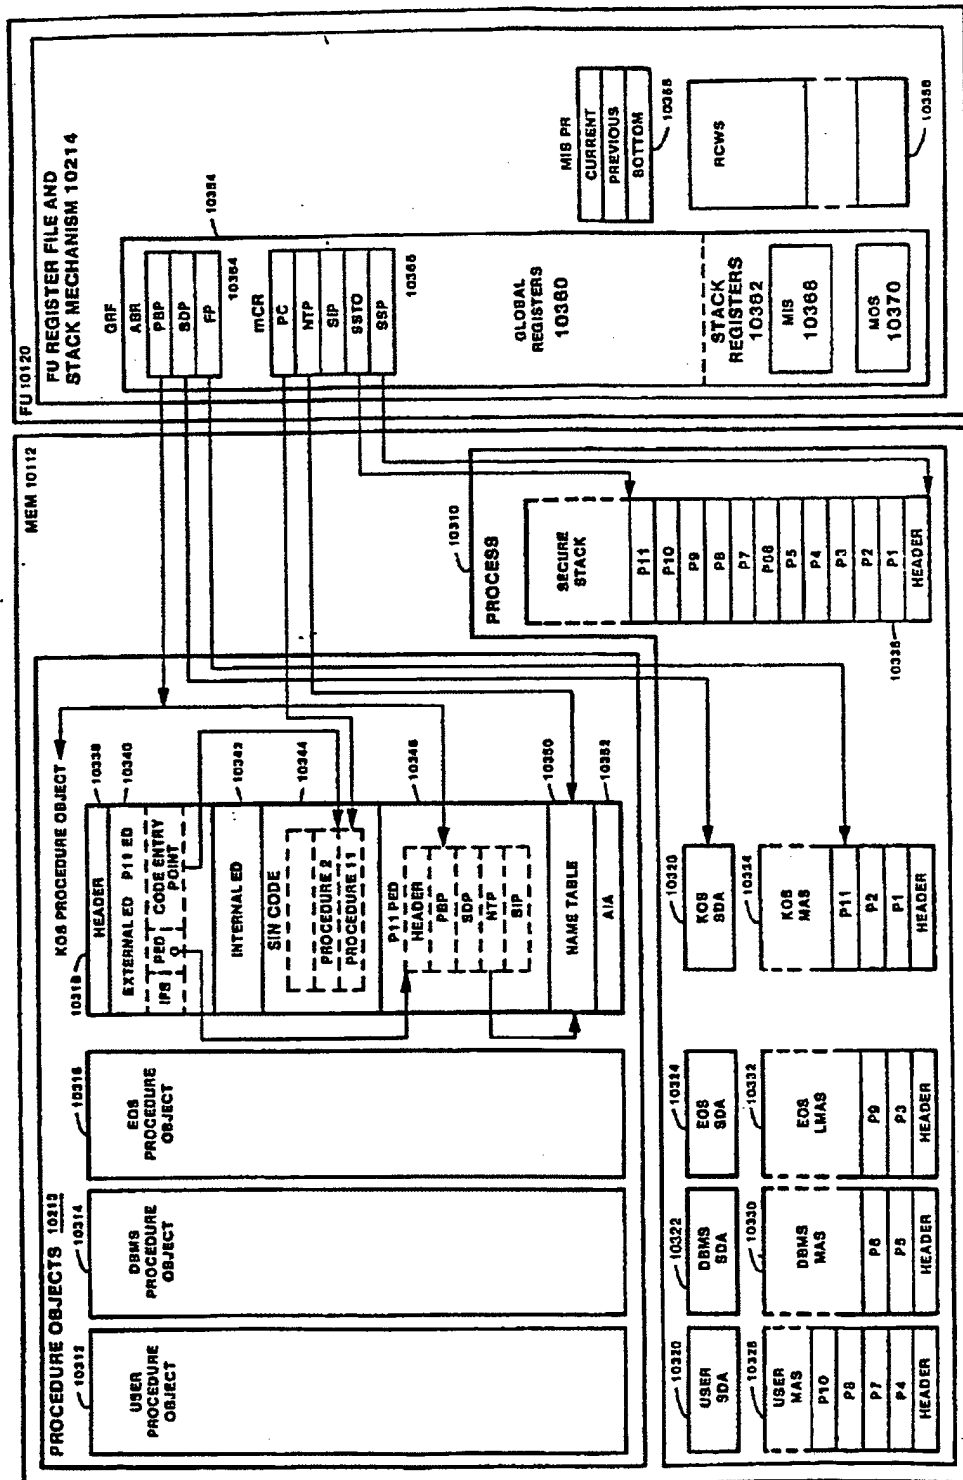 FU 10120
FU REGISTER FILE AND
STACK MECHANISM 10214
GRF
10354
ABR
PBP
SDP
FP
10364
mCR
PC
NTP
SIP
SSTO
SSP
10366
GLOBAL
REGISTERS
10360
STACK
REGISTERS
10362
MIS
10368
MOS
10370
MIS PR
CURRENT
PREVIOUS
BOTTOM
RCWS
MEM 10112
PROCEDURE OBJECTS
10312
USER
PROCEDURE
OBJECT
10314
DBMS
PROCEDURE
OBJECT
10316
EOS
PROCEDURE
OBJECT
KOS PROCEDURE OBJECT
10318
HEADER
10338
EXTERNAL ED P11 ED
10340
IPS PED CODE ENTRY
POINT
INTERNAL ED
10342
SIN CODE
10344
PROCEDURE 2
PROCEDURE 11
P11 PED
HEADER
PBP
SDP
NTP
SIP
NAME TABLE
10350
AIA
10352
10310
PROCESS
SECURE
STACK
P11
P10
P9
P8
P7
P08
P5
P4
P3
P2
P1
HEADER
10336
10320
USER
SDA
10328
USER
MAS
P10
P8
P7
P4
HEADER
10322
DBMS
SDA
10330
DBMS
MAS
P8
P5
HEADER
10324
EOS
SDA
10332
EOS
LMAS
P9
P3
HEADER
KOS
SDA
10334
KOS
MAS
P11
P2
P1
HEADER